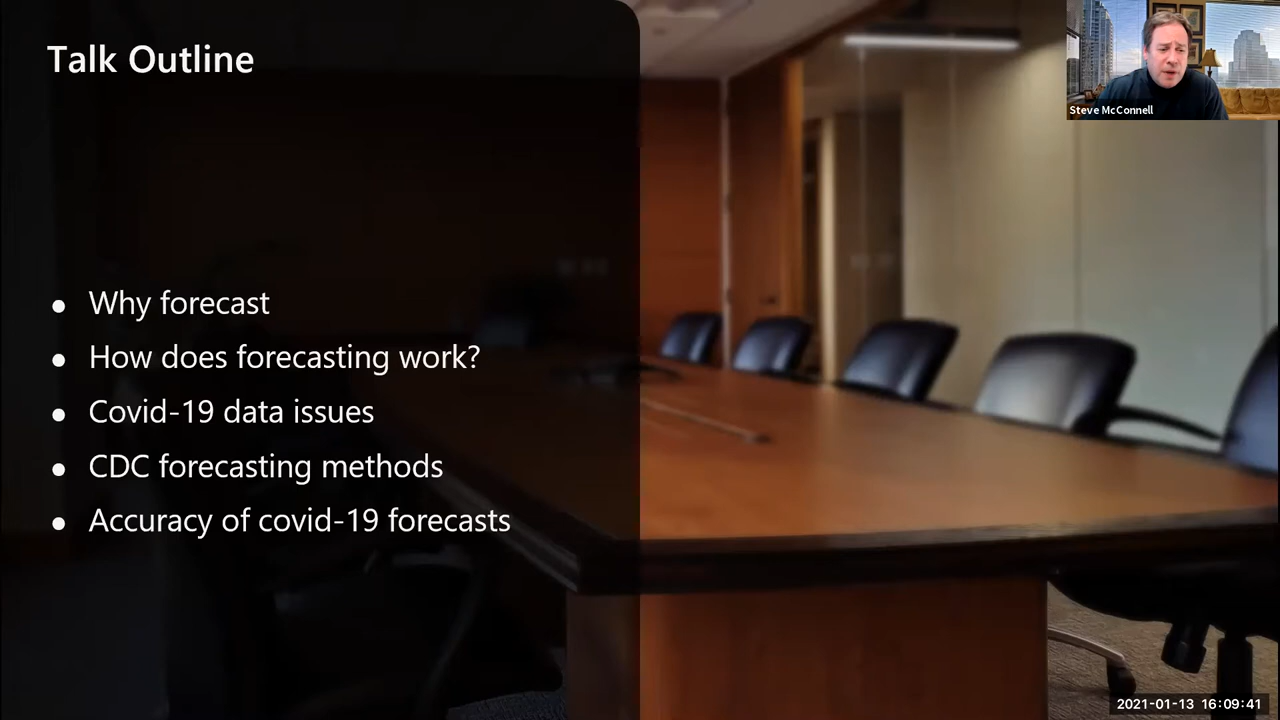 Talk Outline
Steve McConnell
● Why forecast
● How does forecasting work?
● Covid-19 data issues
● CDC forecasting methods
● Accuracy of covid-19 forecasts
2021-01-13 16:09:41